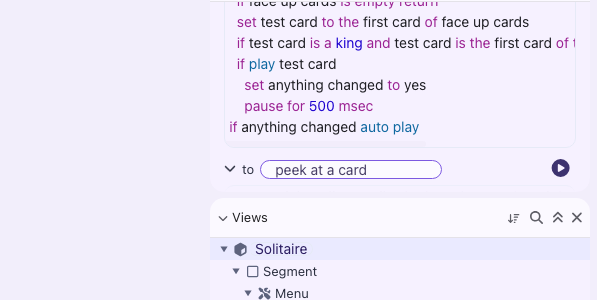 if face up cards is empty return
set test card to the first card of face up cards
if test card is a king and test card is the first card of
if play test card
set anything changed to yes
pause for 500 msec
if anything changed auto play
to peek at a card
Views
Solitaire
Segment
Menu